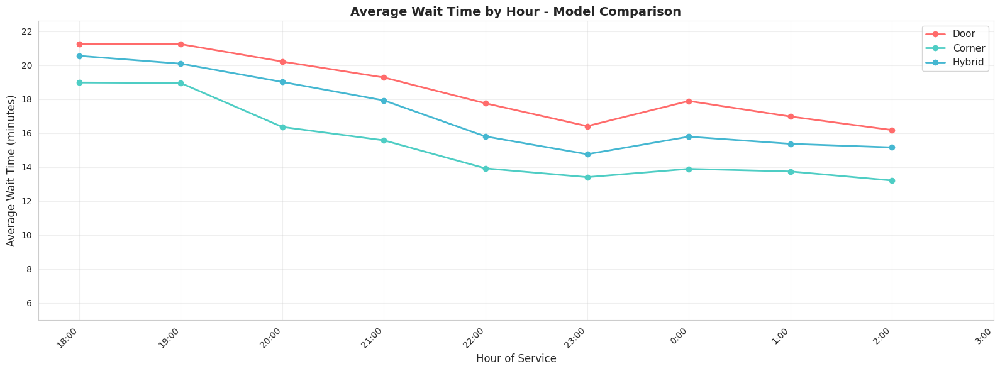 Average Wait Time by Hour - Model Comparison
Door
Corner
Hybrid
Average Wait Time (minutes)
22
20
18
16
14
12
10
8
6
18:00 19:00 20:00 21:00 22:00 23:00 0:00 1:00 2:00 3:00
Hour of Service